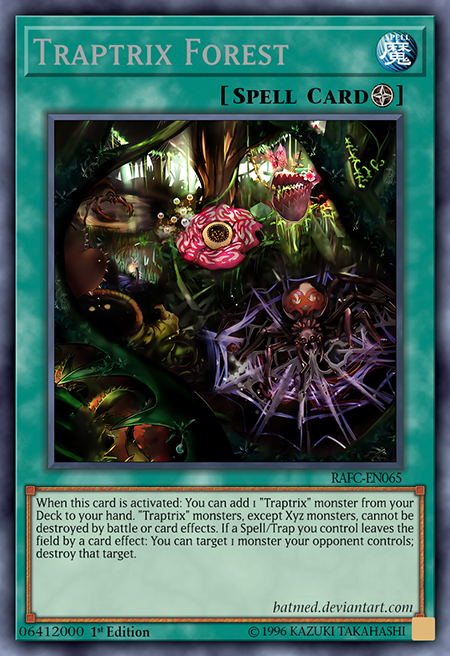 TRAPTRIX FOREST
SPELL
魔
[SPELL CARD]
RAFC-EN065
When this card is activated: You can add 1 "Traptrix" monster from your
Deck to your hand. "Traptrix" monsters, except Xyz monsters, cannot be
destroyed by battle or card effects. If a Spell/Trap you control leaves the
field by a card effect: You can target 1 monster your opponent controls;
destroy that target.
batmed.deviantart.com
06412000 1st Edition ©1996 KAZUKI TAKAHASHI